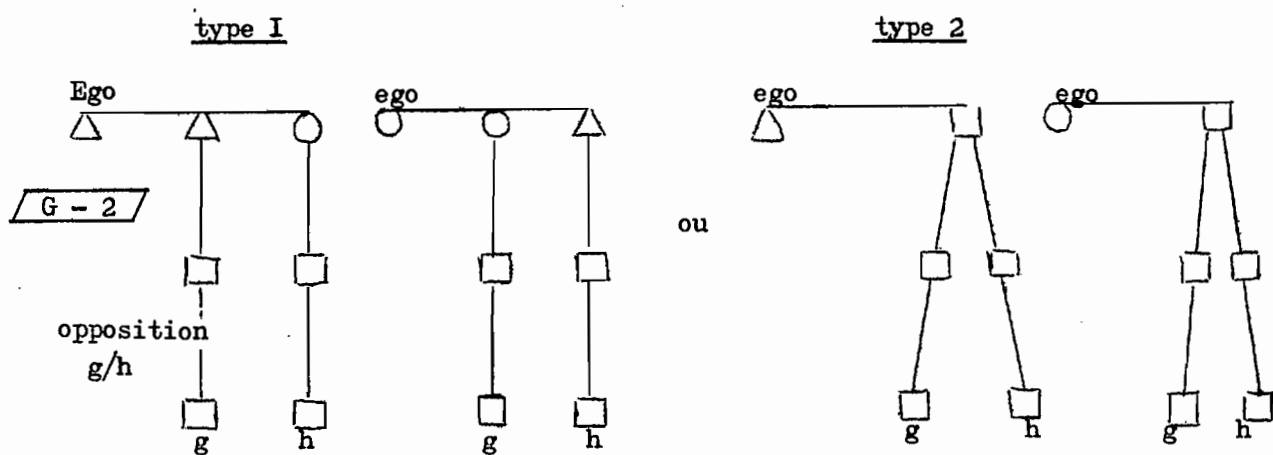 type I
type 2
Ego
ego
ego
ego
G - 2
ou
opposition
g/h
g
h
g
h
g
h
g
h